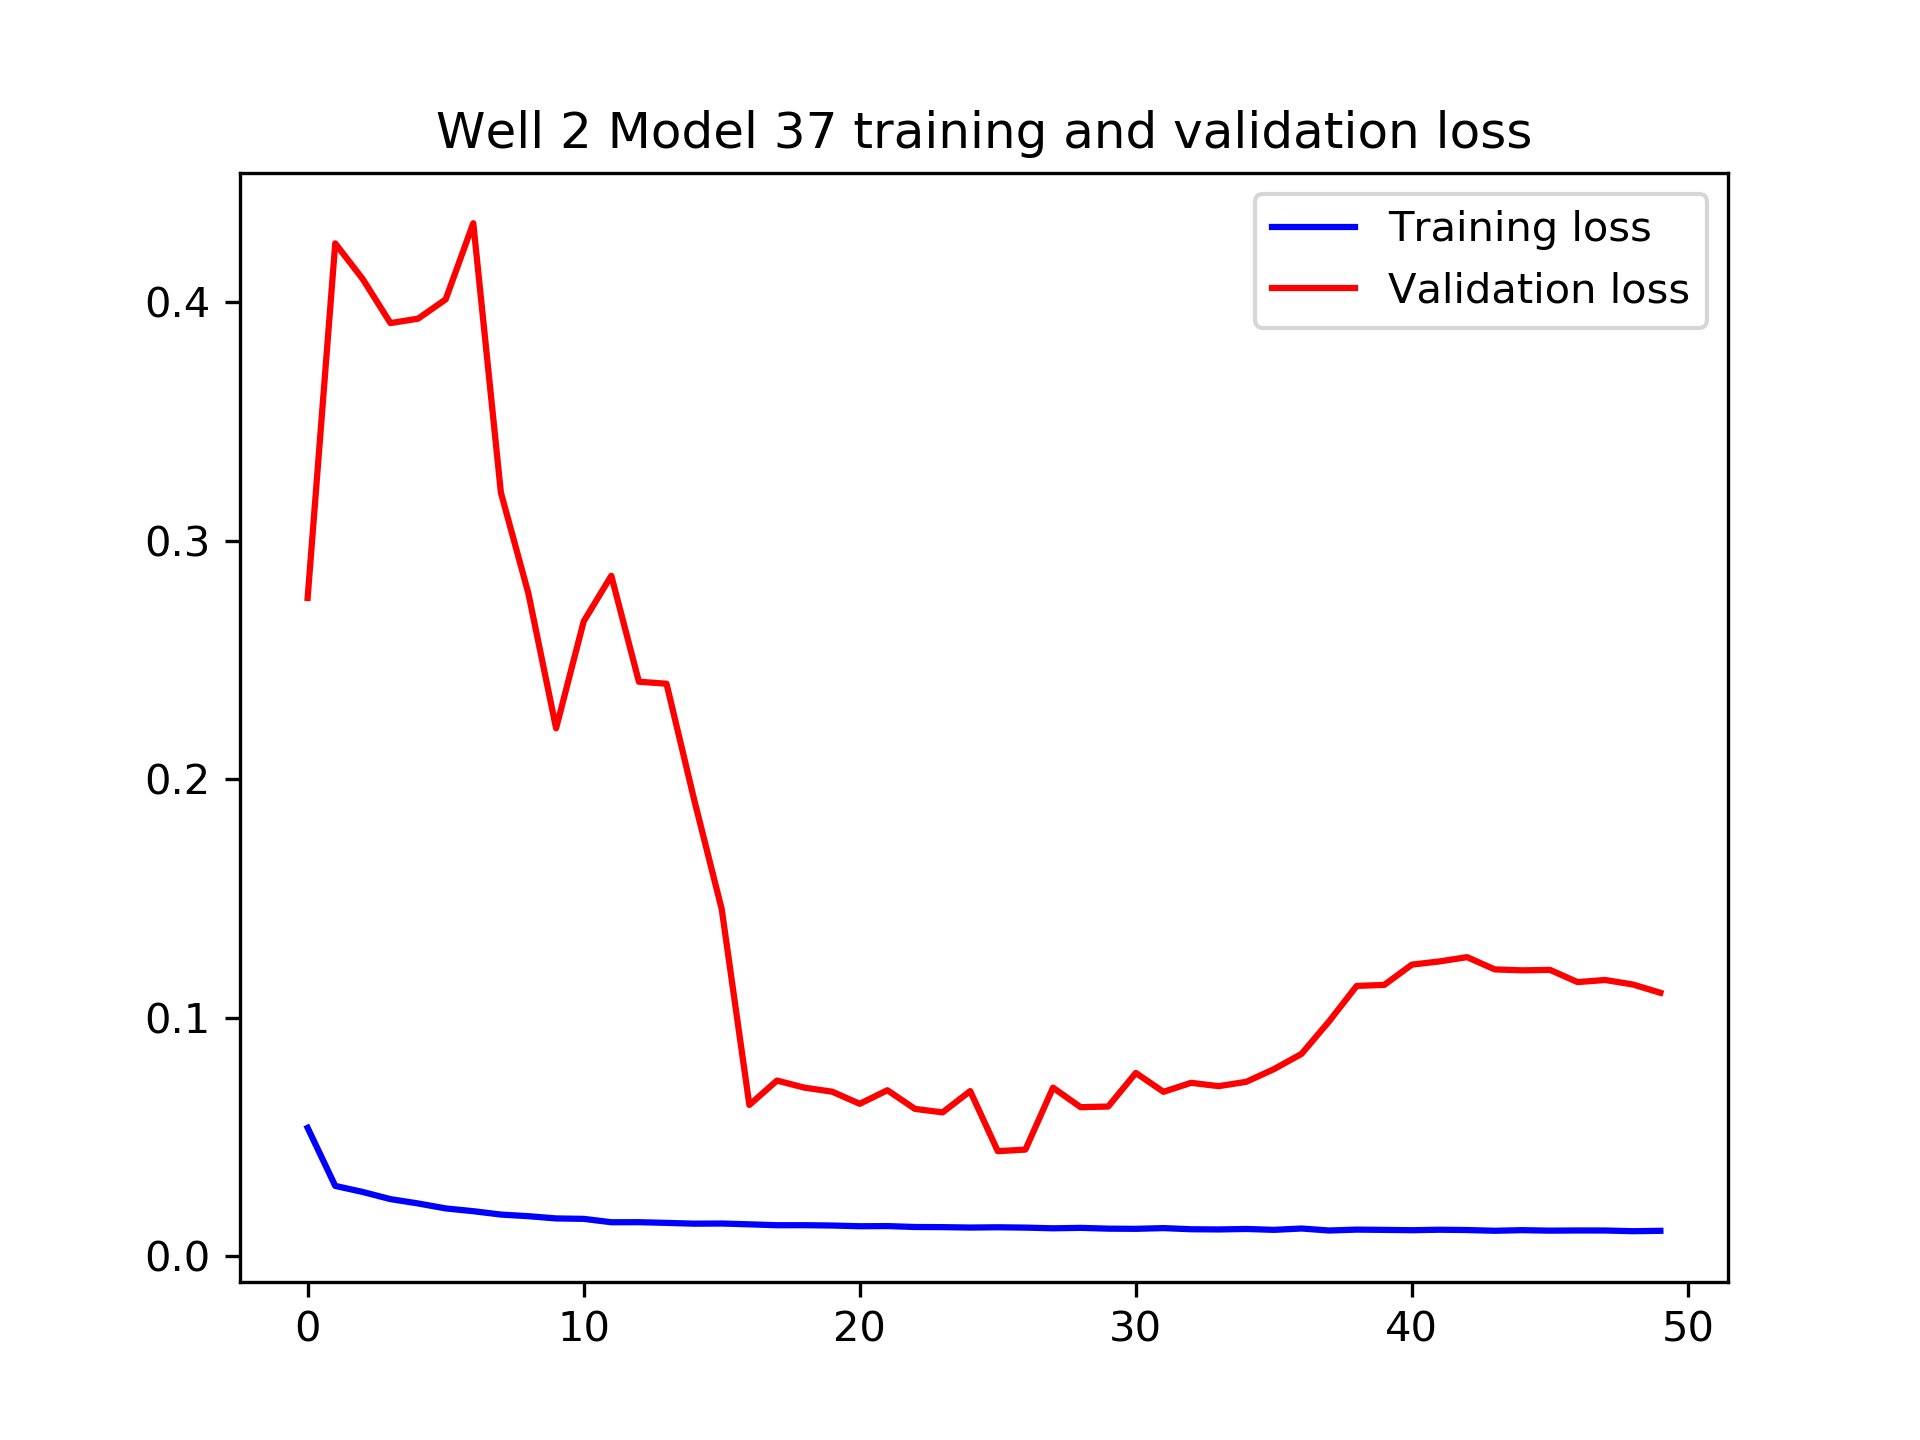 Well 2 Model 37 training and validation loss
Training loss
Validation loss
0.4
0.3
0.2
0.1
0.0
0 10 20 30 40 50